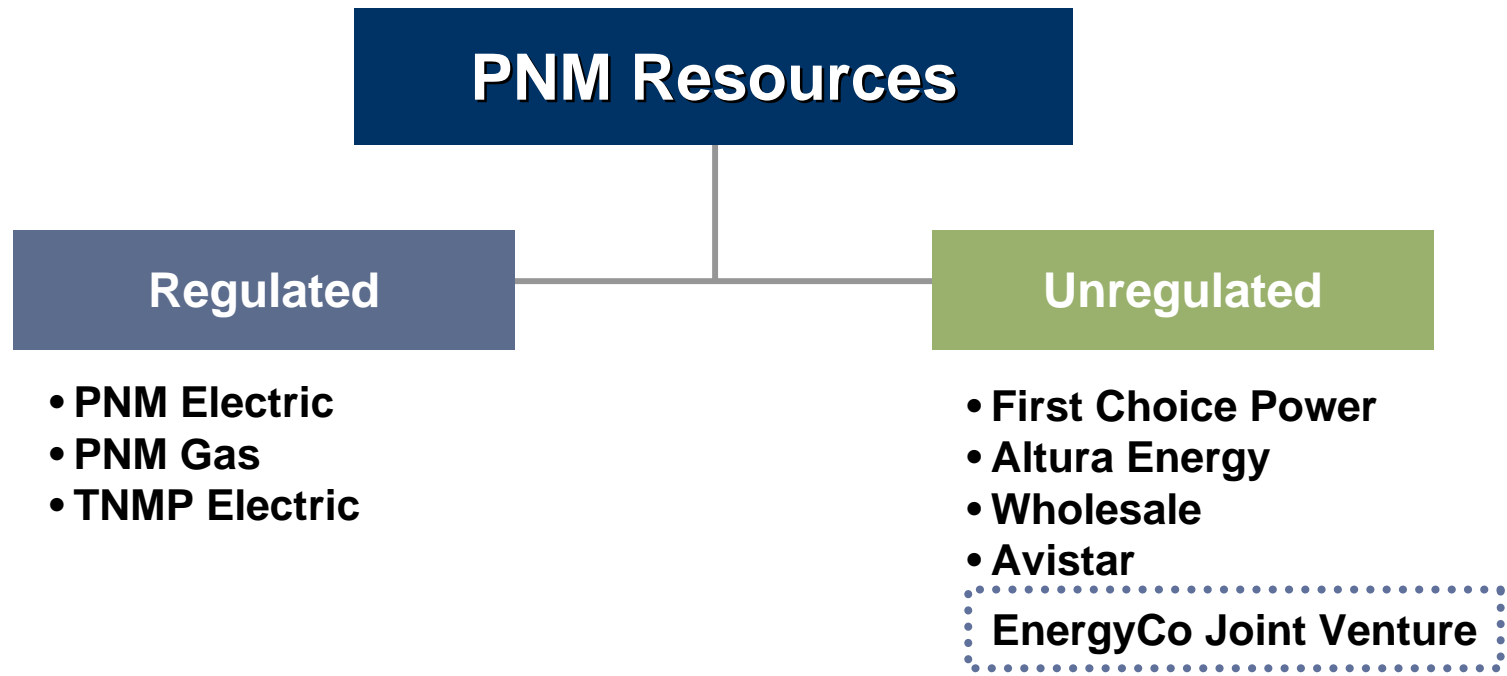 PNM Resources
Regulated
• PNM Electric
• PNM Gas
• TNMP Electric
Unregulated
• First Choice Power
• Altura Energy
• Wholesale
• Avistar
EnergyCo Joint Venture